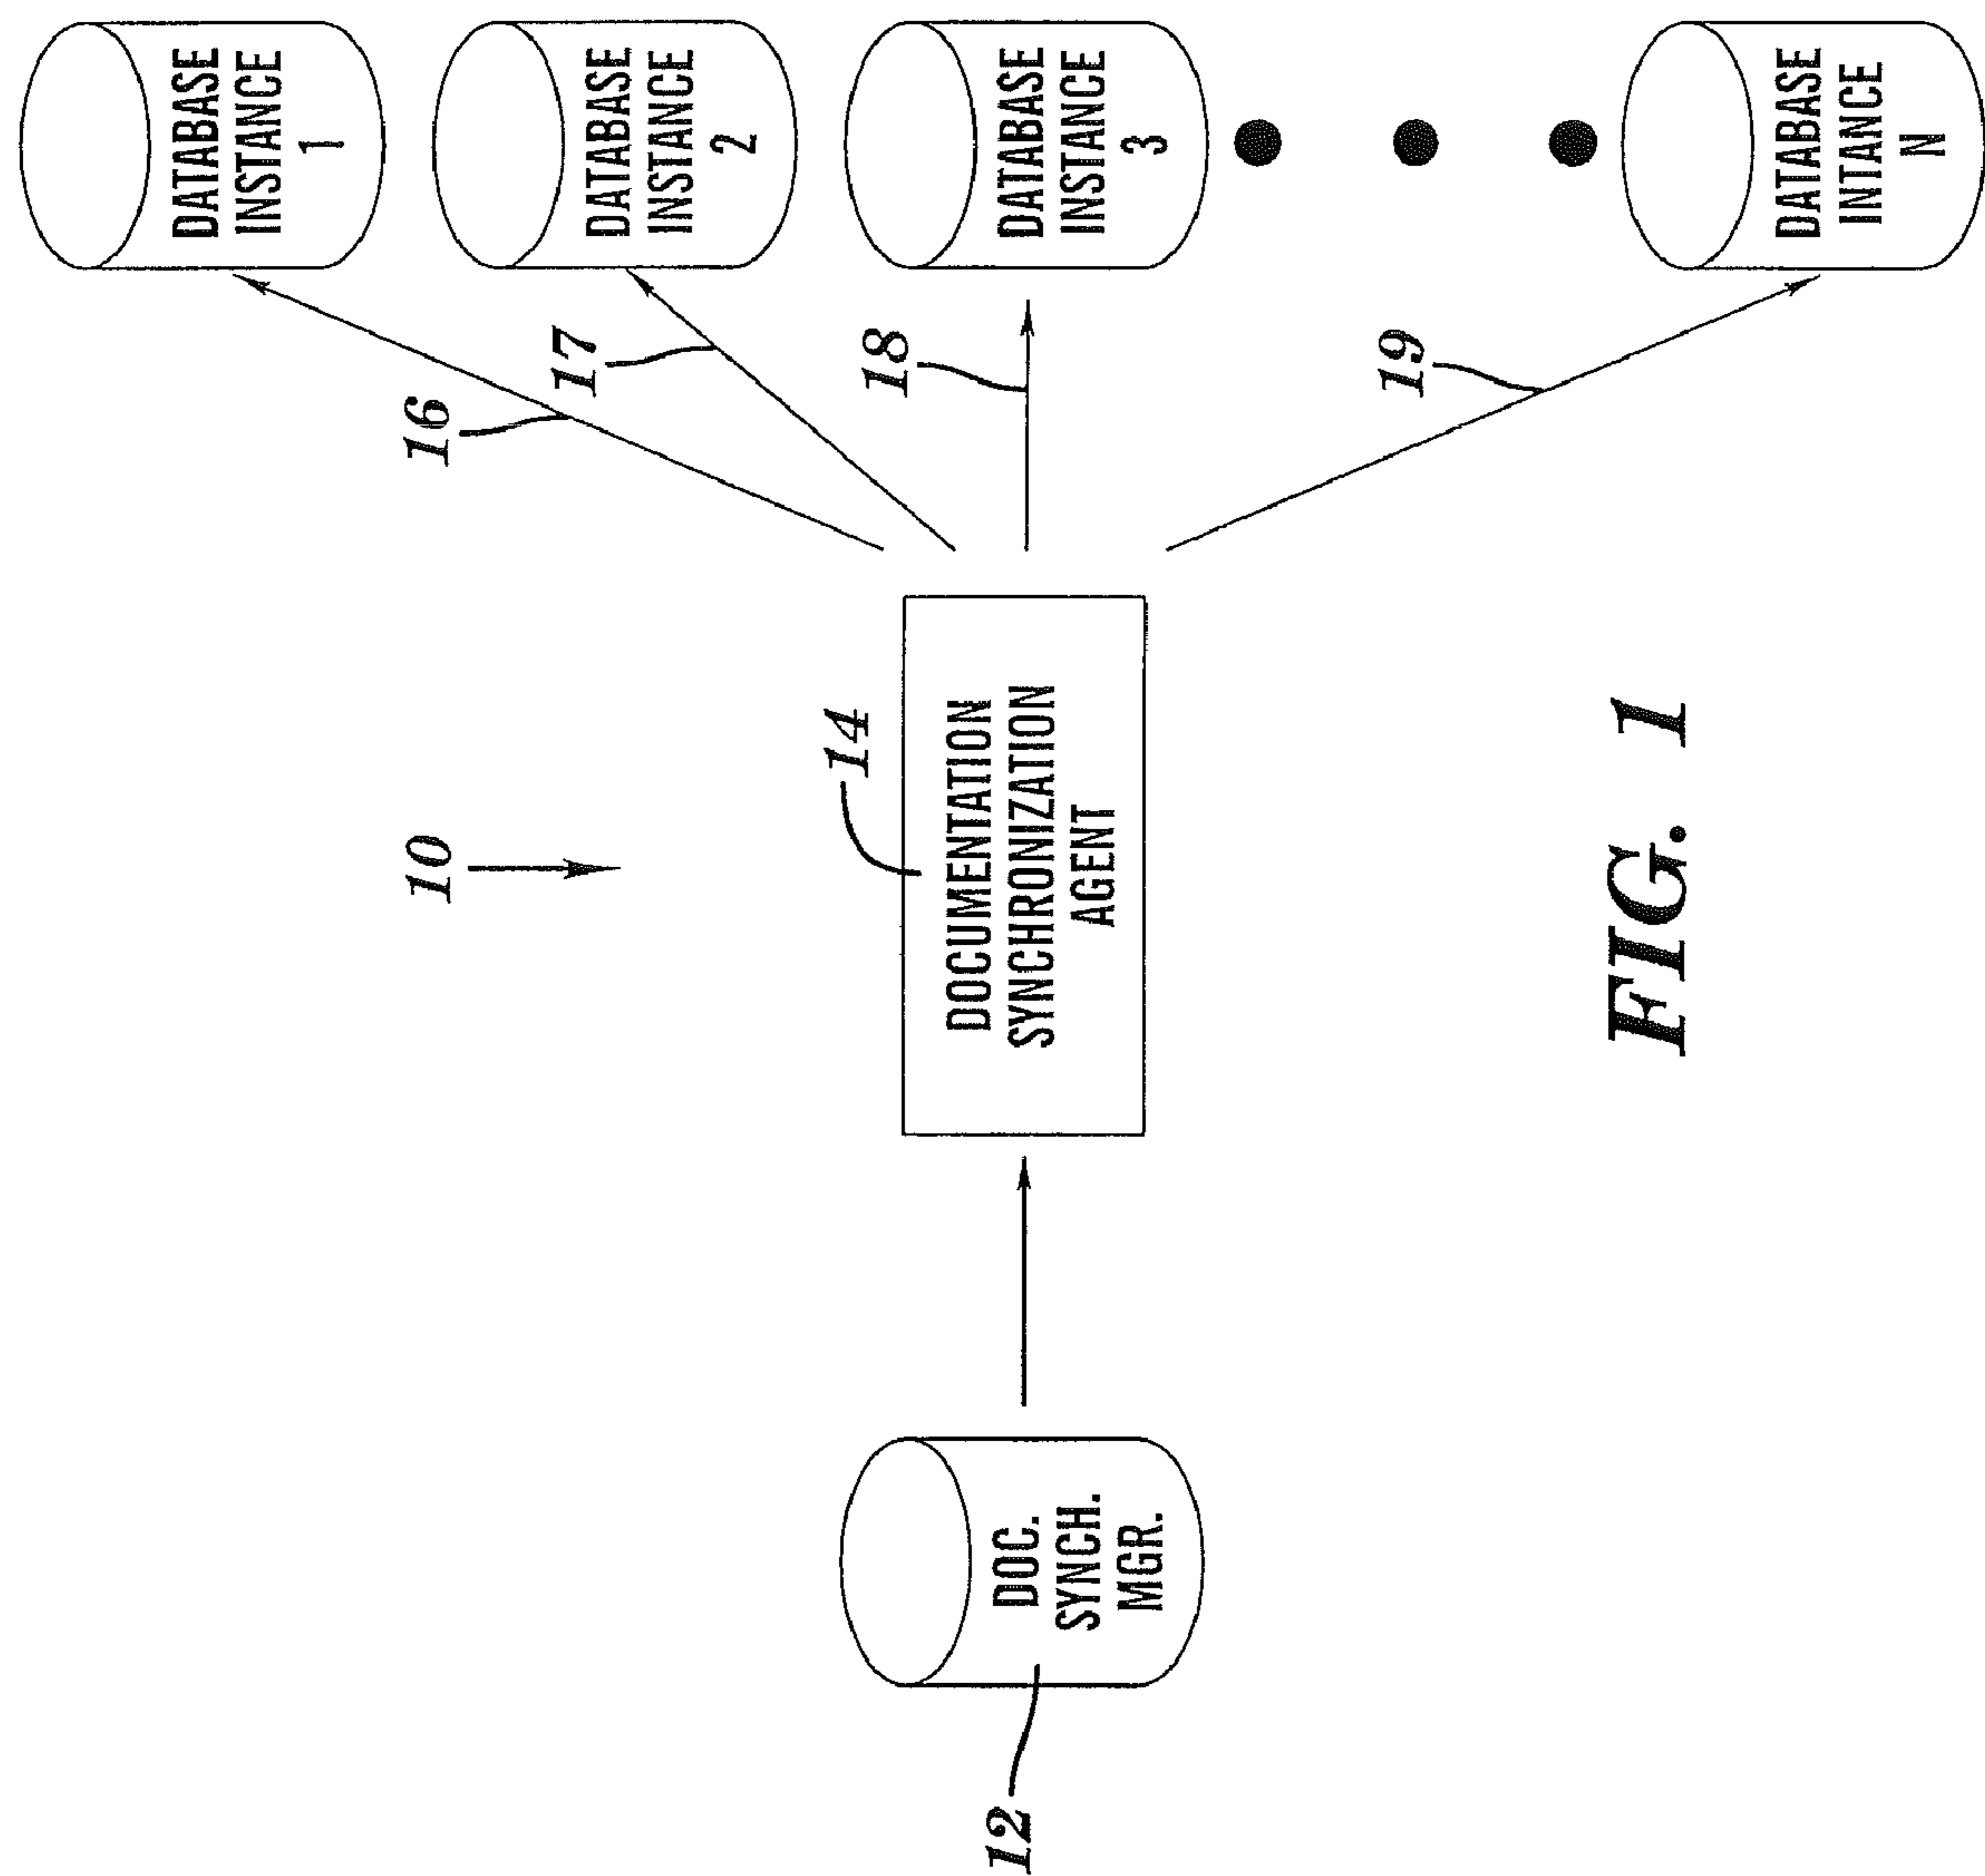 10
12
DOC.
SYNCH.
MGR.
14
DOCUMENTATION
SYNCHRONIZATION
AGENT
16
17
18
19
DATABASE
INSTANCE
1
DATABASE
INSTANCE
2
DATABASE
INSTANCE
3
DATABASE
INTANCE
N
FIG. 1